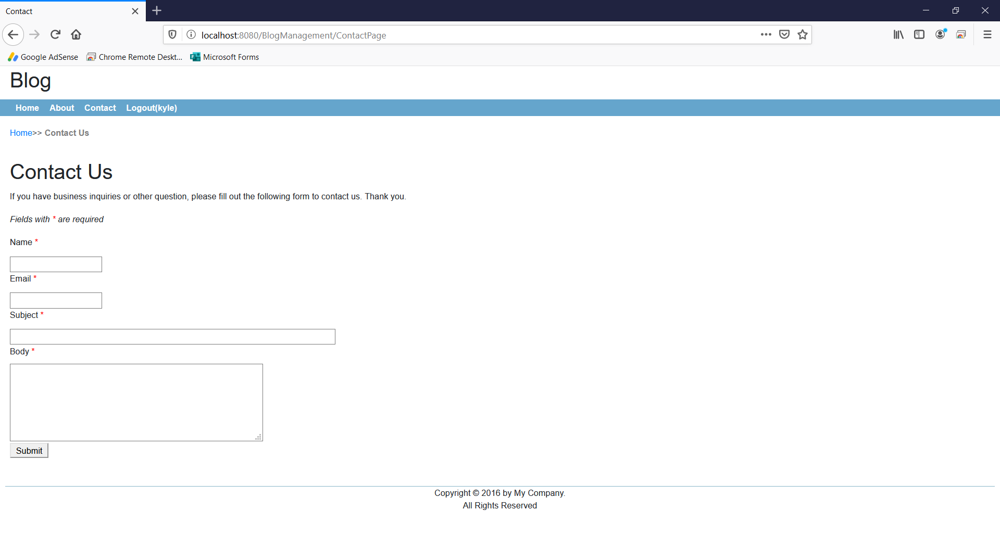 Contact
localhost:8080/BlogManagement/ContactPage
Google AdSense Chrome Remote Deskt... Microsoft Forms
Blog
Home About Contact Logout(kyle)
Home>> Contact Us
Contact Us
If you have business inquiries or other question, please fill out the following form to contact us. Thank you.
Fields with * are required
Name *
Email *
Subject *
Body *
Submit
Copyright © 2016 by My Company.
All Rights Reserved